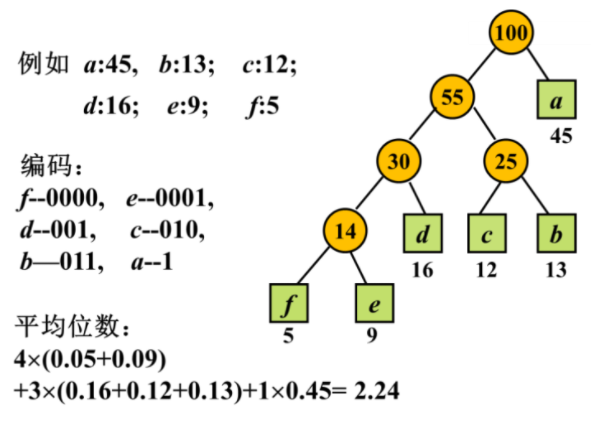 例如 a:45, b:13; c:12;
d:16; e:9; f:5
编码：
f--0000, e--0001,
d--001, c--010,
b—011, a--1
平均位数：
4×(0.05+0.09)
+3×(0.16+0.12+0.13)+1×0.45= 2.24
100
55
a
45
30
25
14
d
c
b
16
12
13
f
e
5
9